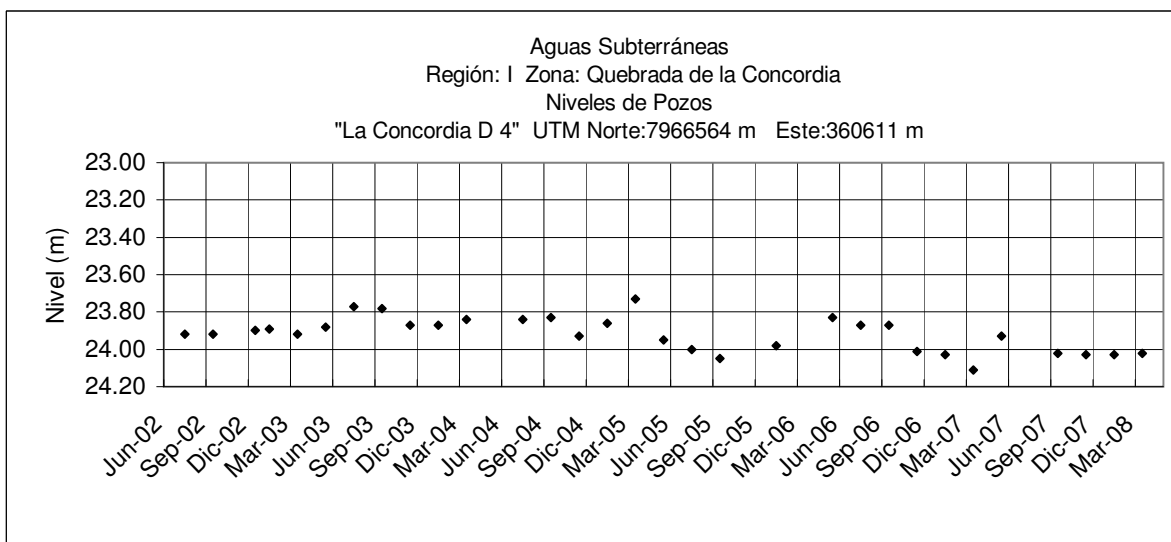 Aguas Subterráneas
Región: I  Zona: Quebrada de la Concordia
Niveles de Pozos
"La Concordia D 4"  UTM Norte:7966564 m   Este:360611 m
Nivel (m)
23.00
23.20
23.40
23.60
23.80
24.00
24.20
Jun-02
Sep-02
Dic-02
Mar-03
Jun-03
Sep-03
Dic-03
Mar-04
Jun-04
Sep-04
Dic-04
Mar-05
Jun-05
Sep-05
Dic-05
Mar-06
Jun-06
Sep-06
Dic-06
Mar-07
Jun-07
Sep-07
Dic-07
Mar-08